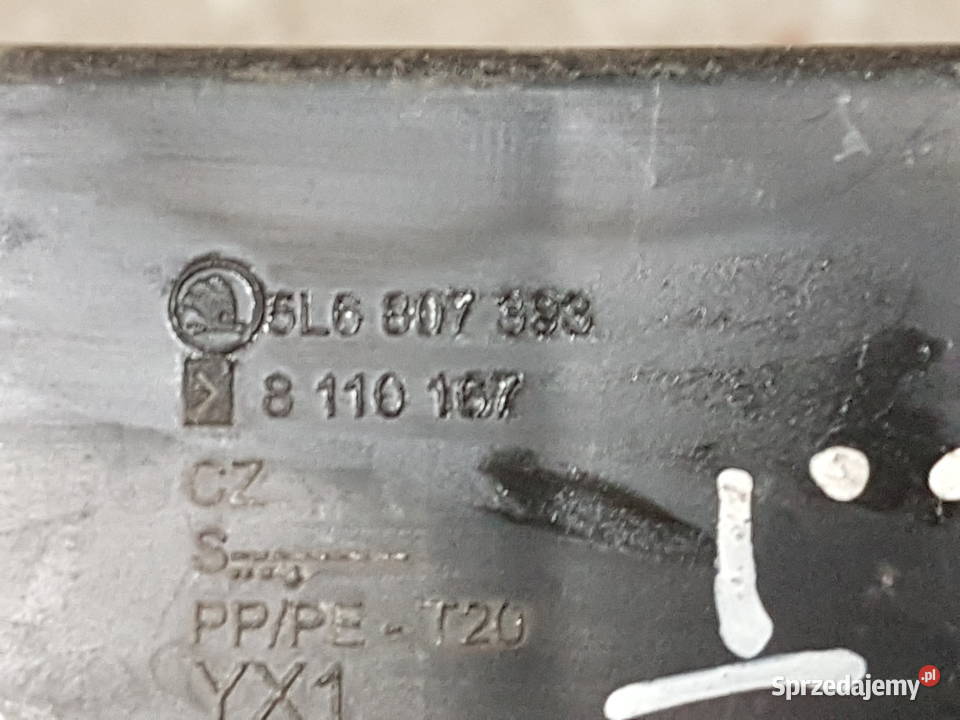 5L6 807 393
8 110 167
CZ
S
PP/PE - T20
YX1
Sprzedajemy.pl